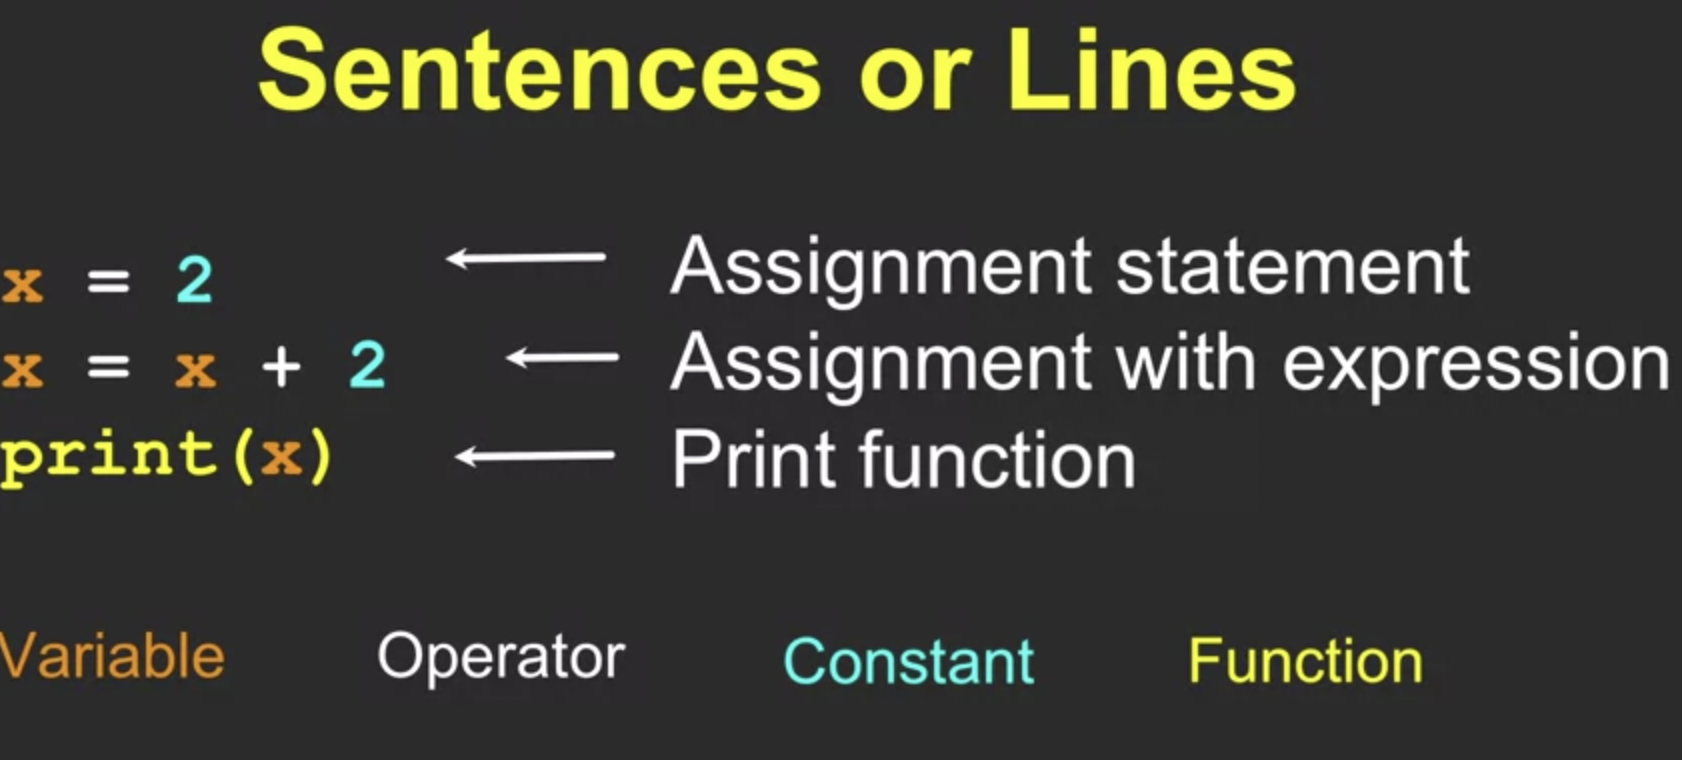 Sentences or Lines
x = 2 Assignment statement
x = x + 2 Assignment with expression
print(x) Print function
Variable Operator Constant Function